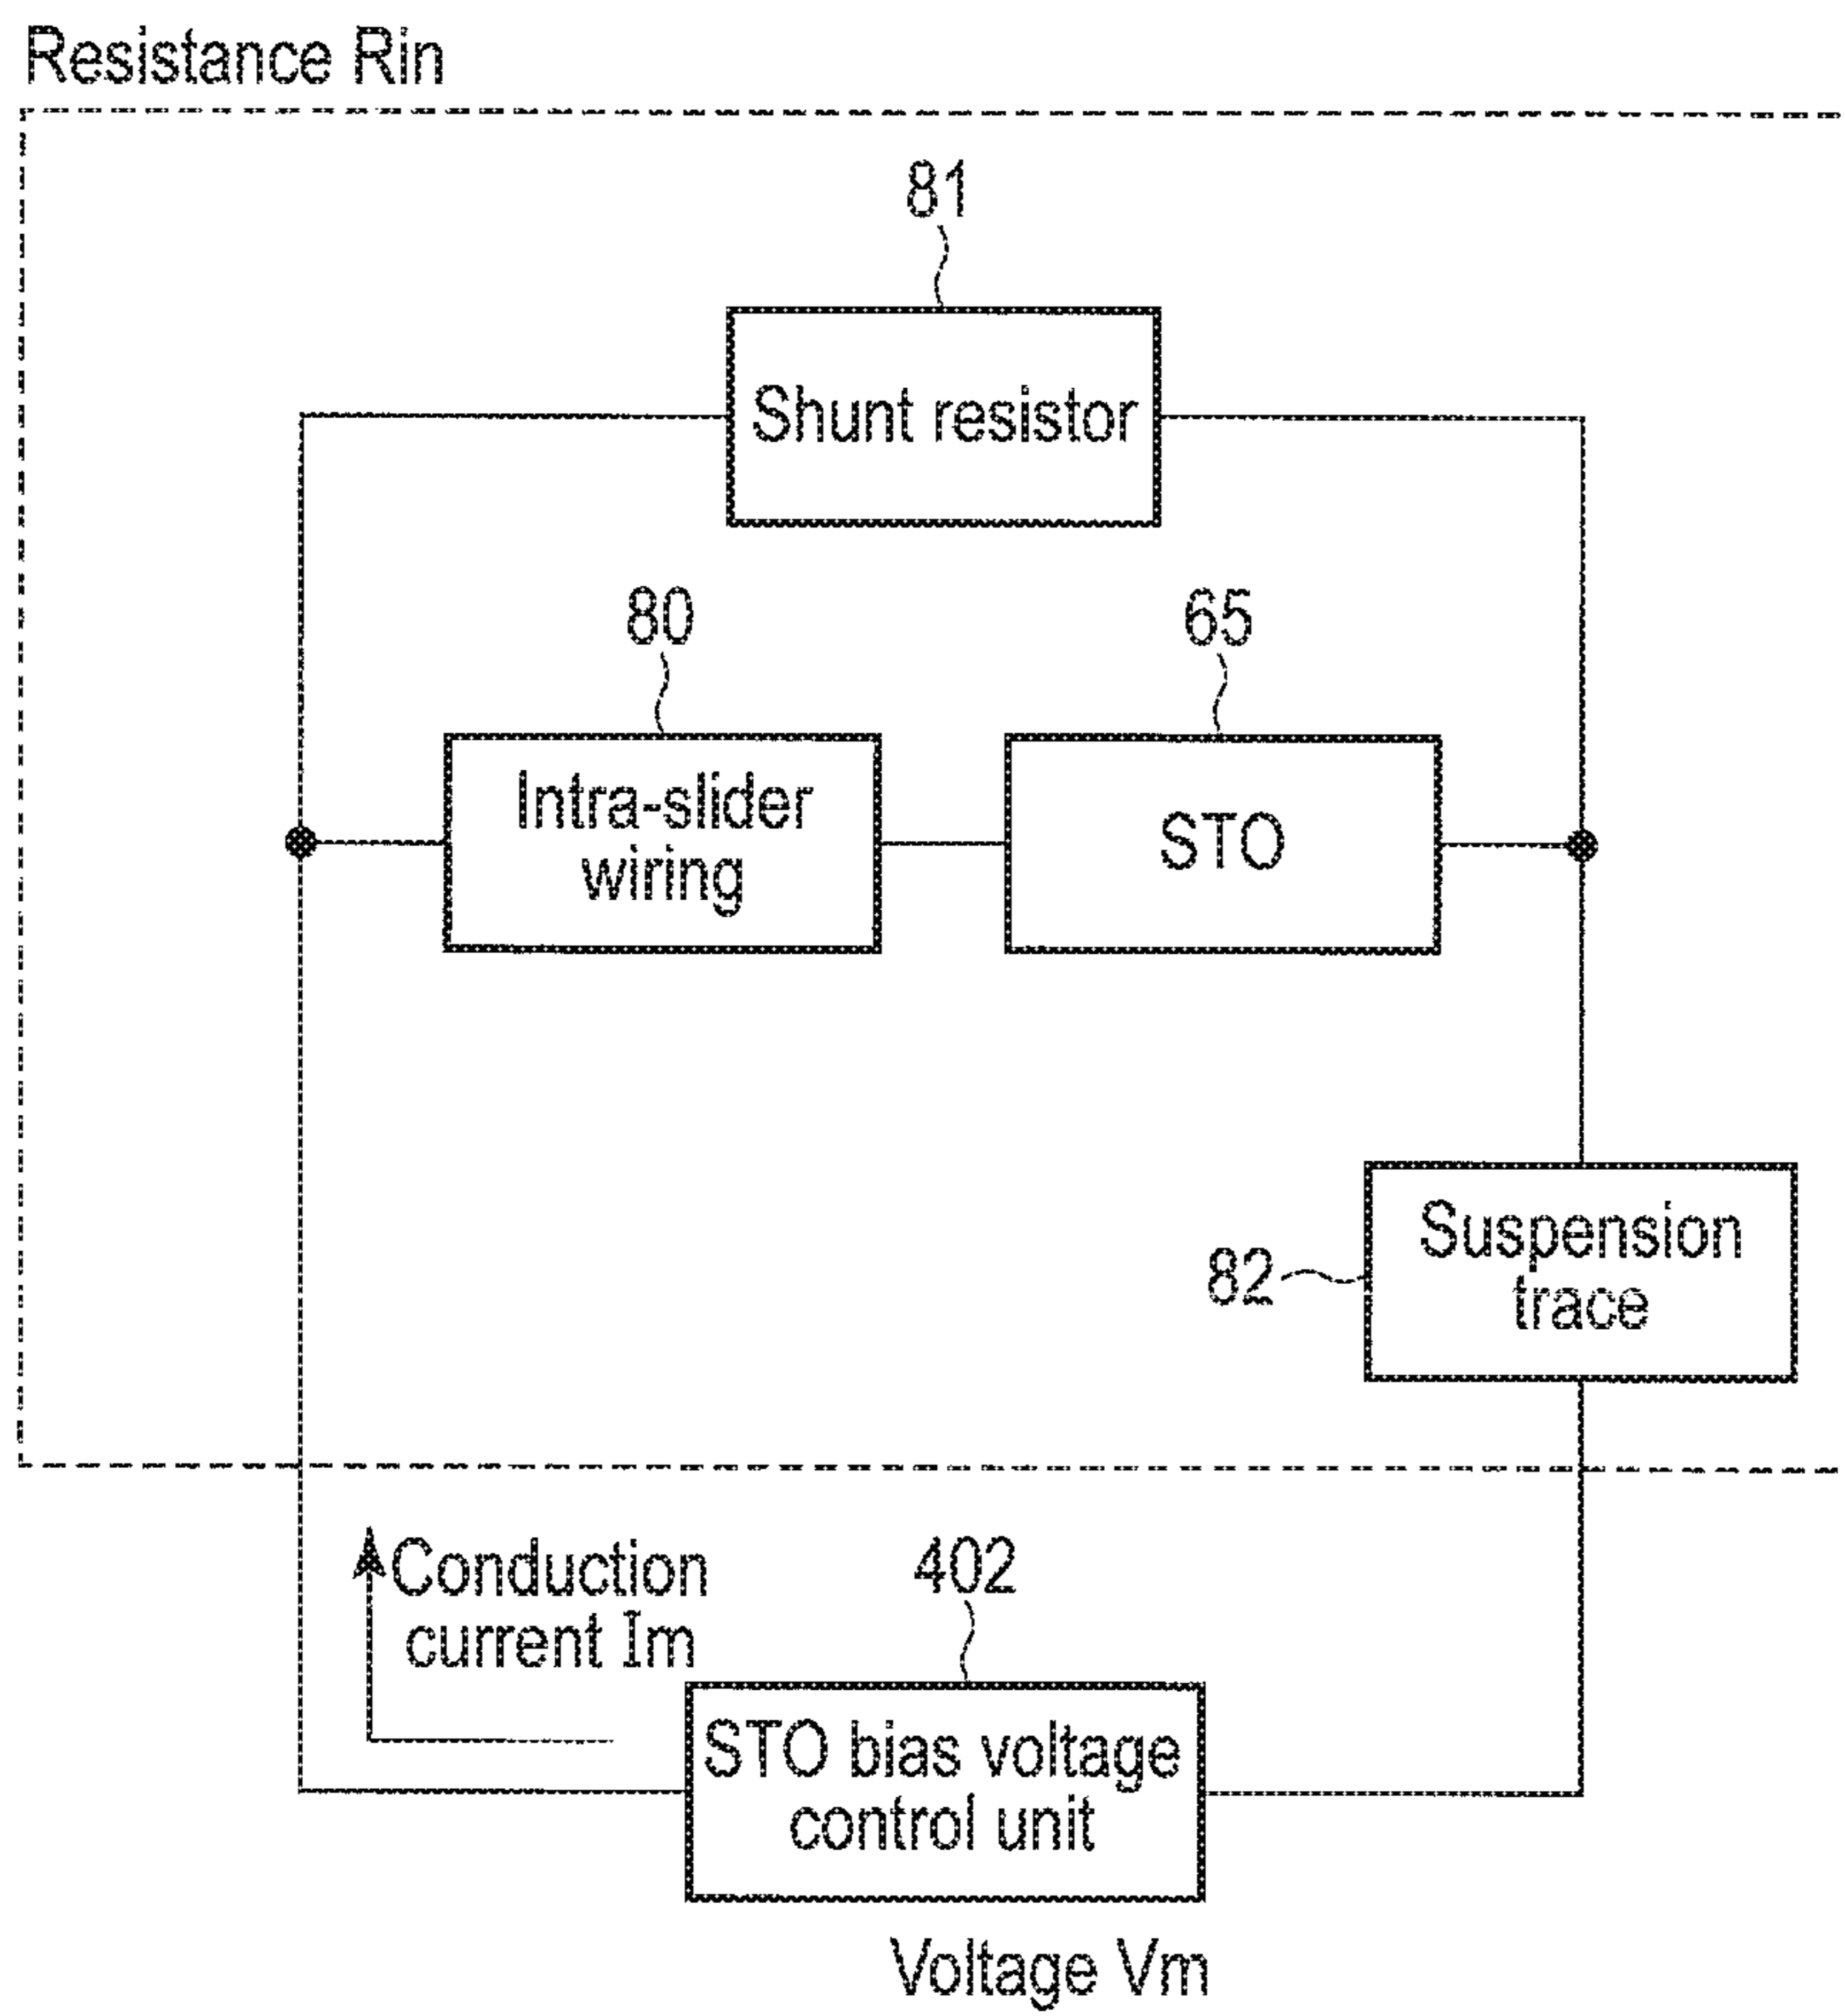 Resistance Rin
81
Shunt resistor
80
65
Intra-slider
wiring
STO
82
Suspension
trace
Conduction
current Im
402
STO bias voltage
control unit
Voltage Vm